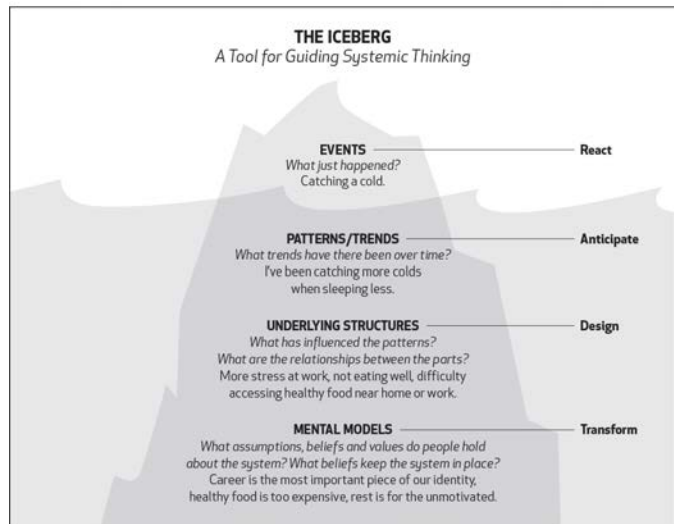 THE ICEBERG
A Tool for Guiding Systemic Thinking
EVENTS React
What just happened?
Catching a cold.
PATTERNS/TRENDS Anticipate
What trends have there been over time?
I've been catching more colds
when sleeping less.
UNDERLYING STRUCTURES Design
What has influenced the patterns?
What are the relationships between the parts?
More stress at work, not eating well, difficulty
accessing healthy food near home or work.
MENTAL MODELS Transform
What assumptions, beliefs and values do people hold
about the system? What beliefs keep the system in place?
Career is the most important piece of our identity,
healthy food is too expensive, rest is for the unmotivated.